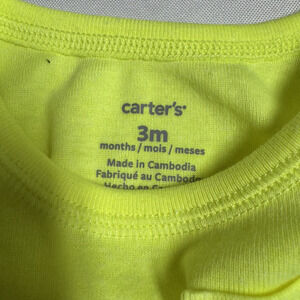 carter's
3m
months / mois / meses
Made in Cambodia
Fabriqué au Cambodge
Hecho en